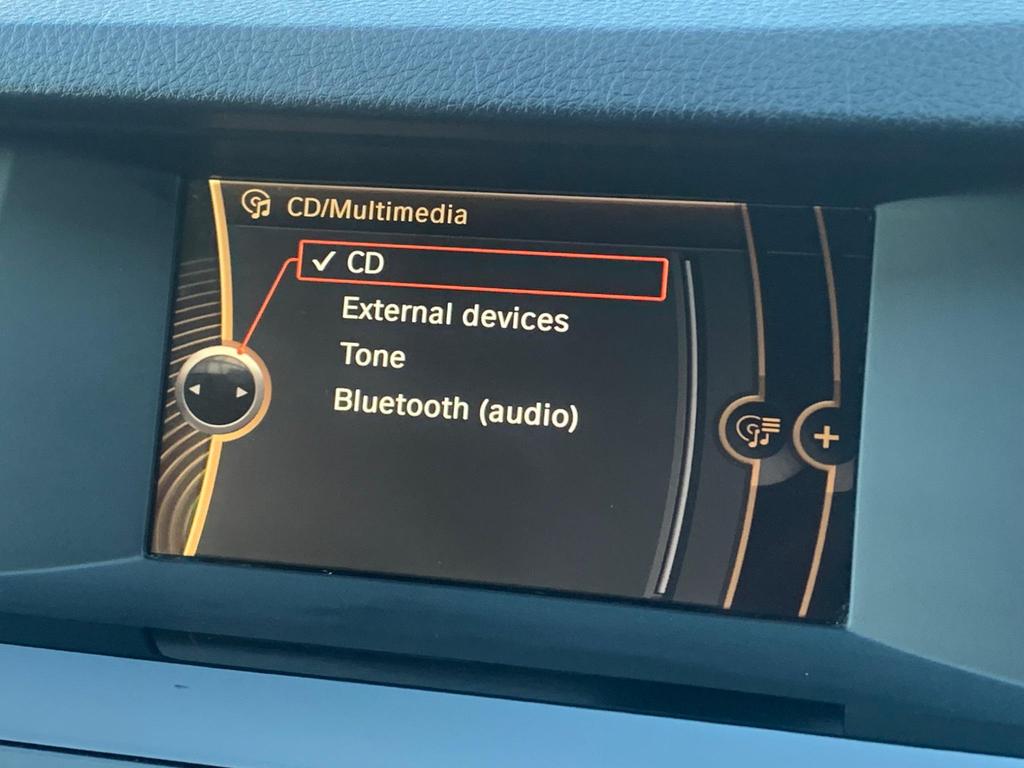 CD/Multimedia
✓ CD
External devices
Tone
Bluetooth (audio)